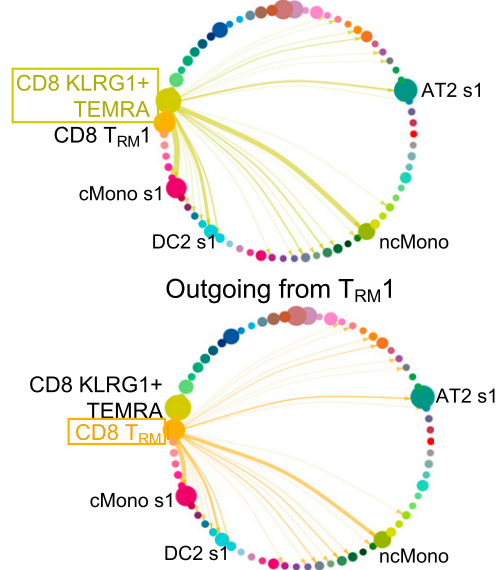 CD8 KLRG1+
TEMRA
AT2 s1
CD8 TRM1
cMono s1
DC2 s1
ncMono
Outgoing from TRM1
CD8 KLRG1+
TEMRA
AT2 s1
CD8 TRM
cMono s1
DC2 s1
ncMono